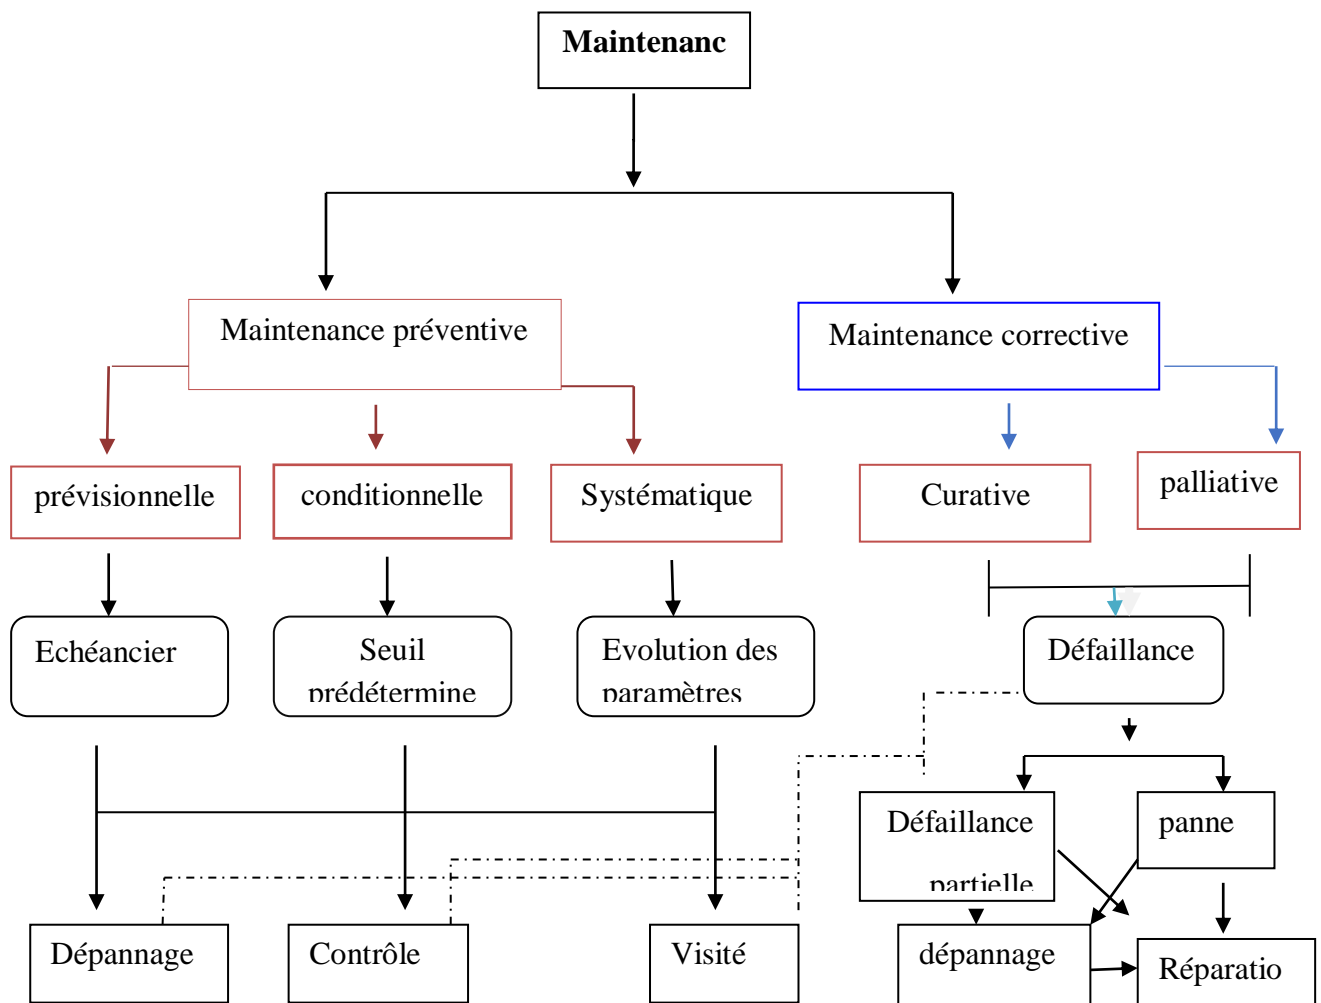 Maintenanc
Maintenance préventive
Maintenance corrective
prévisionnelle
conditionnelle
Systématique
Curative
palliative
Echéancier
Seuil
prédétermine
Evolution des
paramètres
Défaillance
Défaillance
partielle
panne
Dépannage
Contrôle
Visité
dépannage
Réparatio